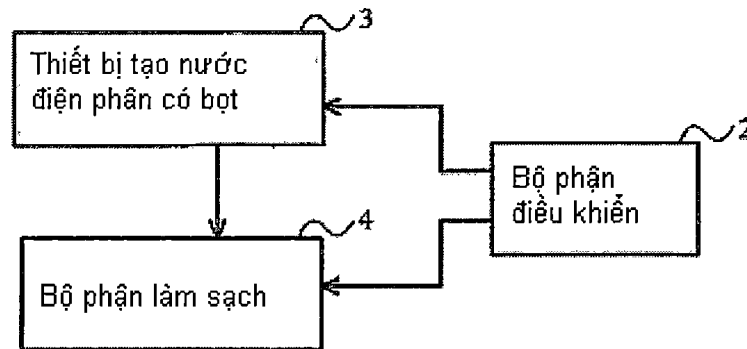 3
Thiết bị tạo nước
điện phân có bọt
2
Bộ phận
điều khiển
4
Bộ phận làm sạch